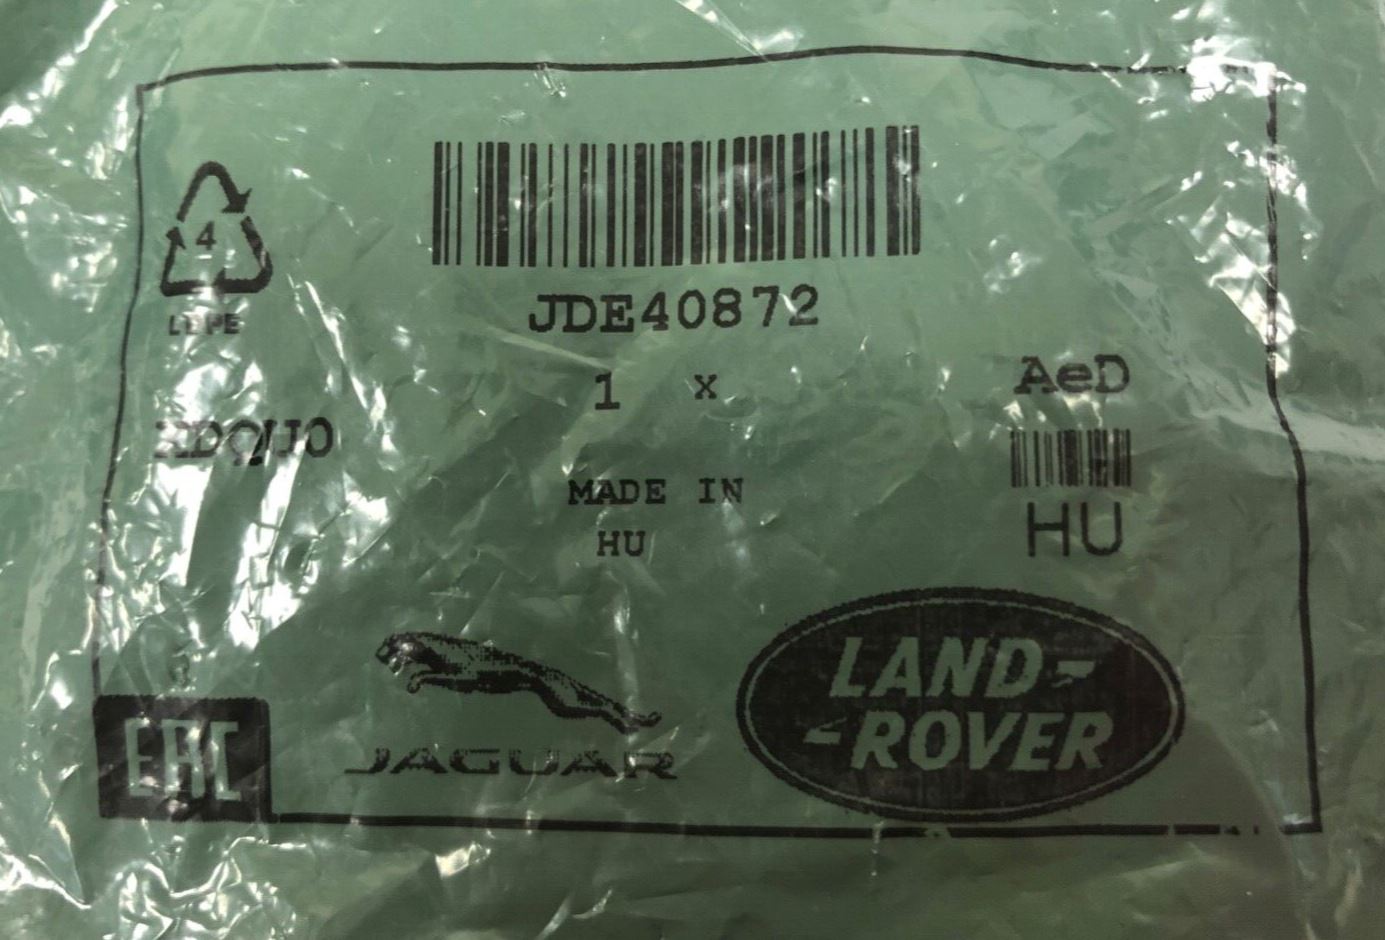 JDE40872
4
LDPE
1 x
AeD
MADE IN
HU
HU
EAC
JAGUAR
LAND-
-ROVER